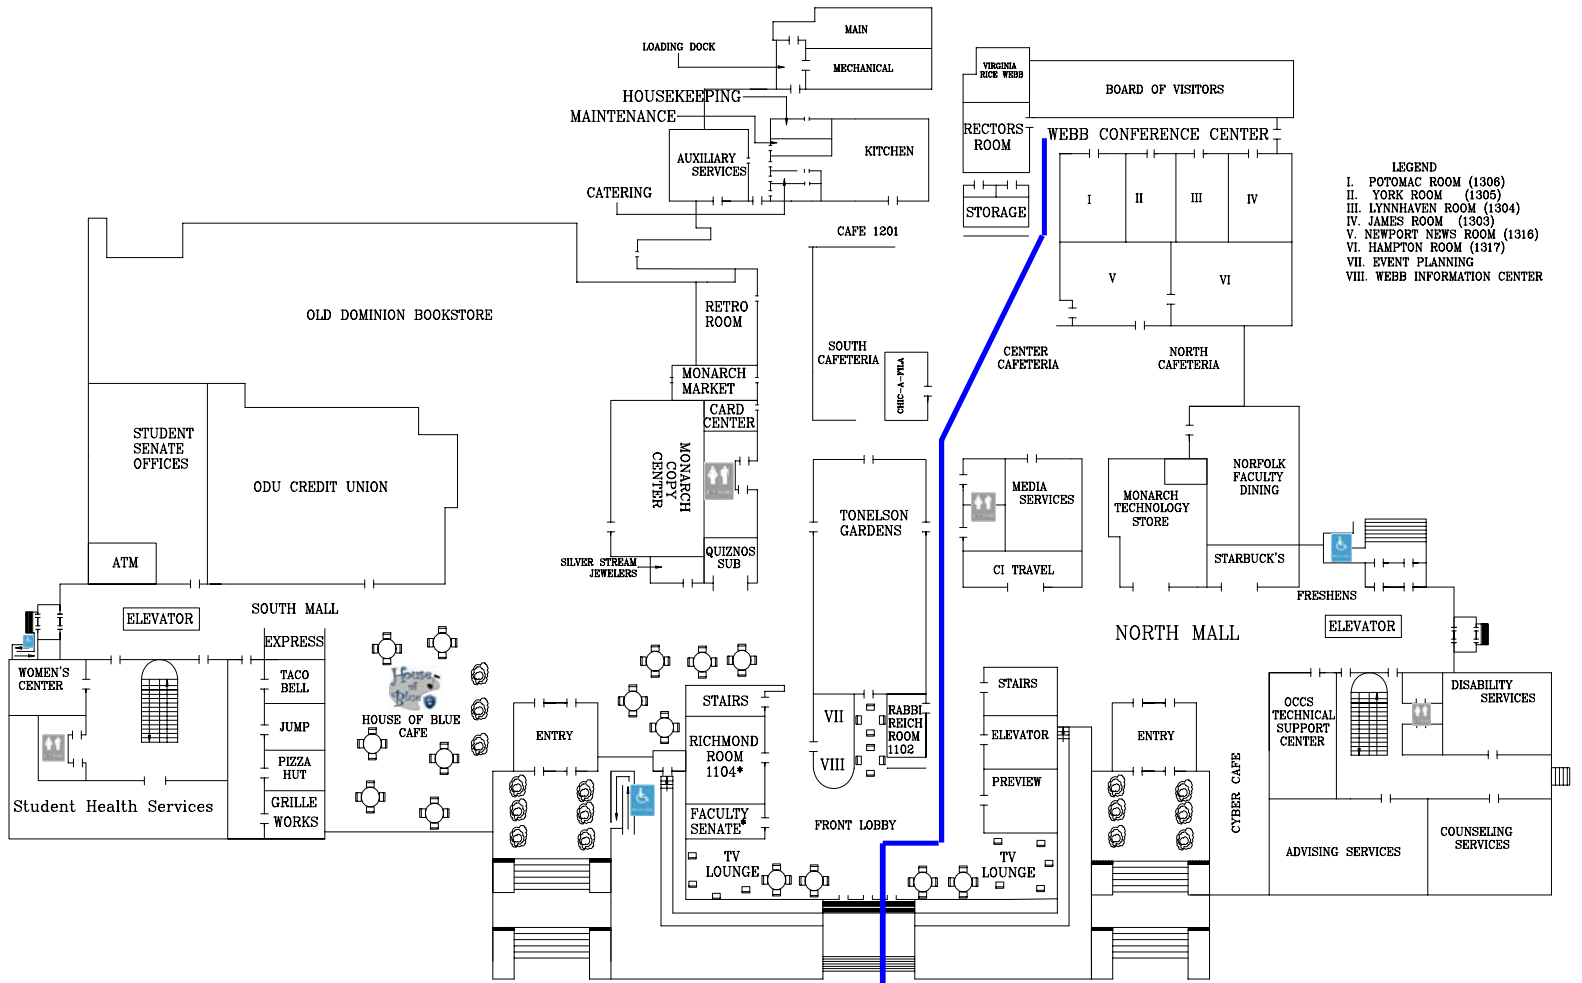 MAIN
LOADING DOCK
MECHANICAL
HOUSEKEEPING
MAINTENANCE
AUXILIARY
SERVICES
KITCHEN
CATERING
CAFE 1201
VIRGINIA
RICE WEBB
BOARD OF VISITORS
RECTORS
ROOM
WEBB CONFERENCE CENTER
STORAGE
I
II
III
IV
V
VI
LEGEND
I. POTOMAC ROOM (1306)
II. YORK ROOM (1305)
III. LYNNHAVEN ROOM (1304)
IV. JAMES ROOM (1303)
V. NEWPORT NEWS ROOM (1316)
VI. HAMPTON ROOM (1317)
VII. EVENT PLANNING
VIII. WEBB INFORMATION CENTER
OLD DOMINION BOOKSTORE
RETRO
ROOM
MONARCH
MARKET
CARD
CENTER
MONARCH
COPY
CENTER
SOUTH
CAFETERIA
CHIC-A-FILA
CENTER
CAFETERIA
NORTH
CAFETERIA
STUDENT
SENATE
OFFICES
ODU CREDIT UNION
ATM
SILVER STREAM
JEWELERS
QUIZNOS
SUB
TONELSON
GARDENS
MEDIA
SERVICES
CI TRAVEL
MONARCH
TECHNOLOGY
STORE
NORFOLK
FACULTY
DINING
STARBUCK'S
FRESHENS
SOUTH MALL
ELEVATOR
NORTH MALL
ELEVATOR
WOMEN'S
CENTER
EXPRESS
TACO
BELL
JUMP
PIZZA
HUT
GRILLE
WORKS
Student Health Services
House
of
Blue
HOUSE OF BLUE
CAFE
ENTRY
STAIRS
RICHMOND
ROOM
1104*
FACULTY
SENATE*
TV
LOUNGE
VII
VIII
RABBI
REICH
ROOM
1102
FRONT LOBBY
STAIRS
ELEVATOR
PREVIEW
TV
LOUNGE
ENTRY
CYBER CAFE
OCCS
TECHNICAL
SUPPORT
CENTER
DISABILITY
SERVICES
ADVISING SERVICES
COUNSELING
SERVICES